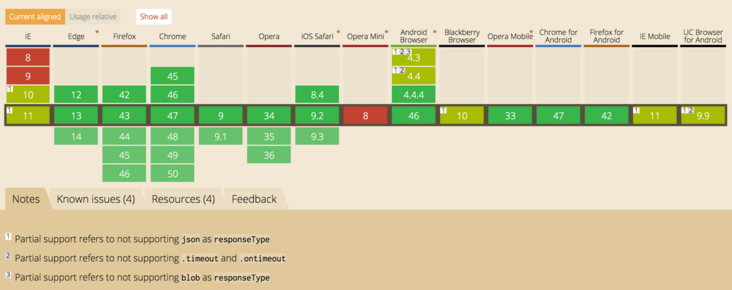 Current aligned Usage relative Show all
IE Edge * Firefox Chrome Safari Opera iOS Safari * Opera Mini * Android Browser * Blackberry Browser Opera Mobile * Chrome for Android Firefox for Android IE Mobile UC Browser for Android
8 1 2 3 4.3
9 45 1 2 4.4
1 10 12 42 46 8.4 4.4.4
1 11 13 43 47 9 34 9.2 8 46 1 10 33 47 42 1 11 1 2 9.9
14 44 48 9.1 35 9.3
45 49 36
46 50
Notes Known issues (4) Resources (4) Feedback
1 Partial support refers to not supporting json as responseType
2 Partial support refers to not supporting .timeout and .ontimeout
3 Partial support refers to not supporting blob as responseType